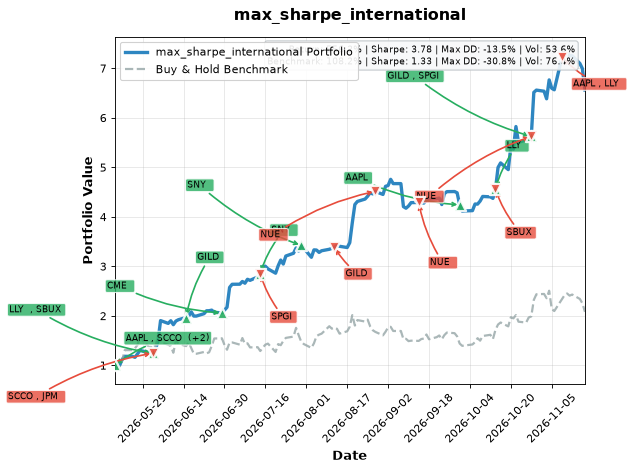 max_sharpe_international
max_sharpe_international Portfolio
Buy & Hold Benchmark
% | Sharpe: 3.78 | Max DD: -13.5% | Vol: 53.6%
Benchmark: 108.2% | Sharpe: 1.33 | Max DD: -30.8% | Vol: 76.
GILD , SPGI
AAPL , LLY
LLY
SNY
AAPL
NUE
NUE
SBUX
NUE
GILD
GILD
SPGI
CME
LLY , SBUX
AAPL, SCCO (+2)
SCCO , JPM
Portfolio Value
7
6
5
4
3
2
1
2026-05-29
2026-06-14
2026-06-30
2026-07-16
2026-08-01
2026-08-17
2026-09-02
2026-09-18
2026-10-04
2026-10-20
2026-11-05
Date